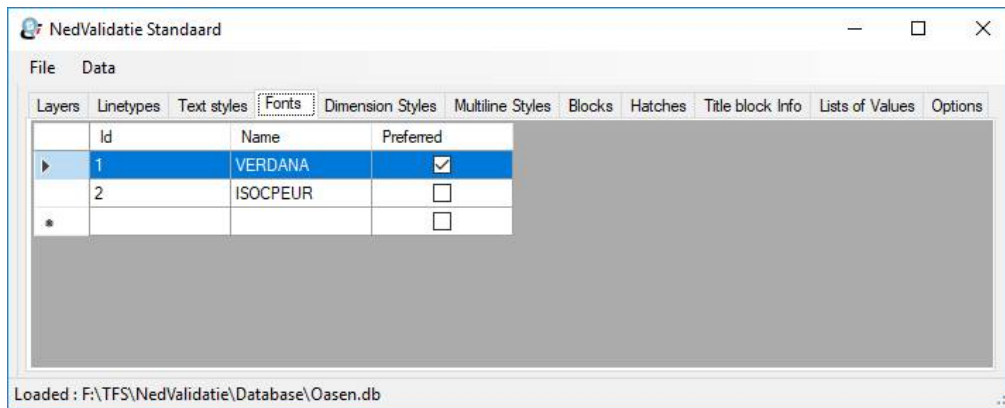 NedValidatie Standaard
File Data
Layers Linetypes Text styles Fonts Dimension Styles Multiline Styles Blocks Hatches Title block Info Lists of Values Options
Id Name Preferred
1 VERDANA
2 ISOCPEUR
Loaded : F:\TFS\NedValidatie\Database\Oasen.db